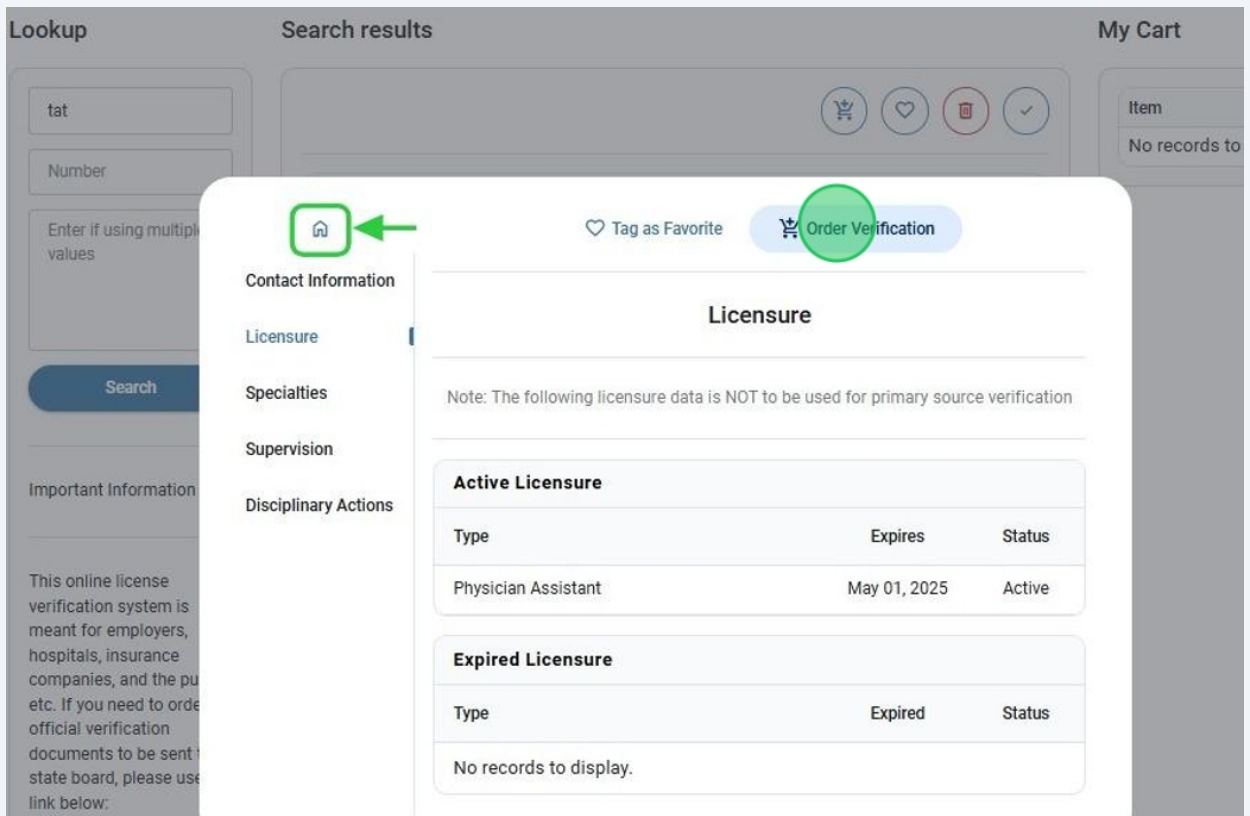 Lookup
Search results
My Cart
tat
Number
Enter if using multiple
values
Search
Important Information
This online license
verification system is
meant for employers,
hospitals, insurance
companies, and the pu
etc. If you need to orde
official verification
documents to be sent
state board, please use
link below:
Item
No records to
Tag as Favorite
Order Verification
Contact Information
Licensure
Specialties
Supervision
Disciplinary Actions
Licensure
Note: The following licensure data is NOT to be used for primary source verification
Active Licensure
Type Expires Status
Physician Assistant May 01, 2025 Active
Expired Licensure
Type Expired Status
No records to display.